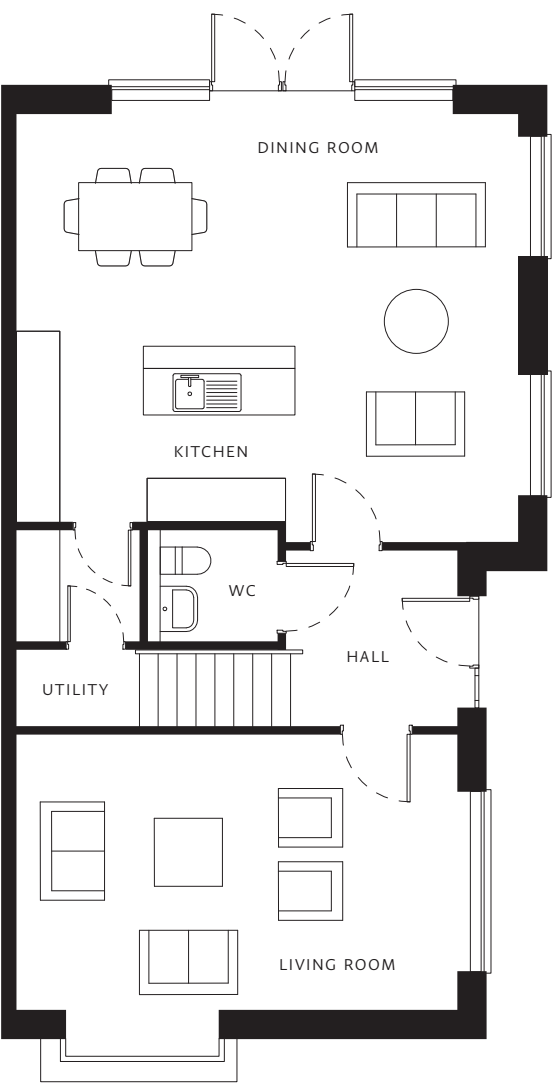 DINING ROOM
KITCHEN
WC
HALL
UTILITY
LIVING ROOM